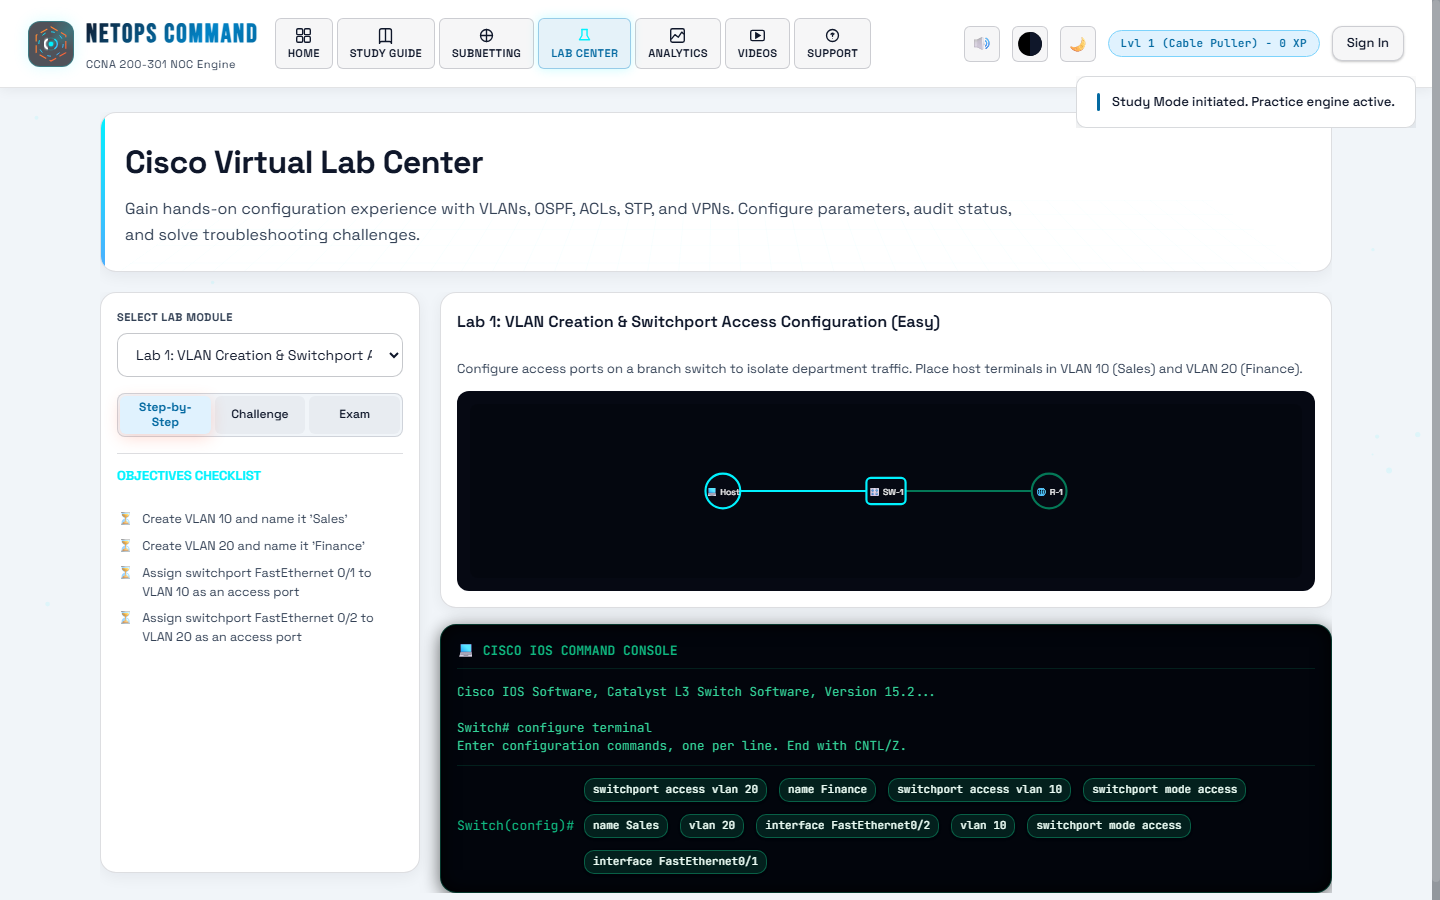 NETOPS COMMAND
CCNA 200-301 NOC Engine
HOME
STUDY GUIDE
SUBNETTING
LAB CENTER
ANALYTICS
VIDEOS
SUPPORT
Lvl 1 (Cable Puller) - 0 XP
Sign In
Study Mode initiated. Practice engine active.
Cisco Virtual Lab Center
Gain hands-on configuration experience with VLANs, OSPF, ACLs, STP, and VPNs. Configure parameters, audit status,
and solve troubleshooting challenges.
SELECT LAB MODULE
Lab 1: VLAN Creation & Switchport A
Step-by-
Step
Challenge
Exam
OBJECTIVES CHECKLIST
Create VLAN 10 and name it 'Sales'
Create VLAN 20 and name it 'Finance'
Assign switchport FastEthernet 0/1 to
VLAN 10 as an access port
Assign switchport FastEthernet 0/2 to
VLAN 20 as an access port
Lab 1: VLAN Creation & Switchport Access Configuration (Easy)
Configure access ports on a branch switch to isolate department traffic. Place host terminals in VLAN 10 (Sales) and VLAN 20 (Finance).
Host
SW-1
R-1
CISCO IOS COMMAND CONSOLE
Cisco IOS Software, Catalyst L3 Switch Software, Version 15.2...
Switch# configure terminal
Enter configuration commands, one per line. End with CNTL/Z.
switchport access vlan 20
name Finance
switchport access vlan 10
switchport mode access
Switch(config)#
name Sales
vlan 20
interface FastEthernet0/2
vlan 10
switchport mode access
interface FastEthernet0/1